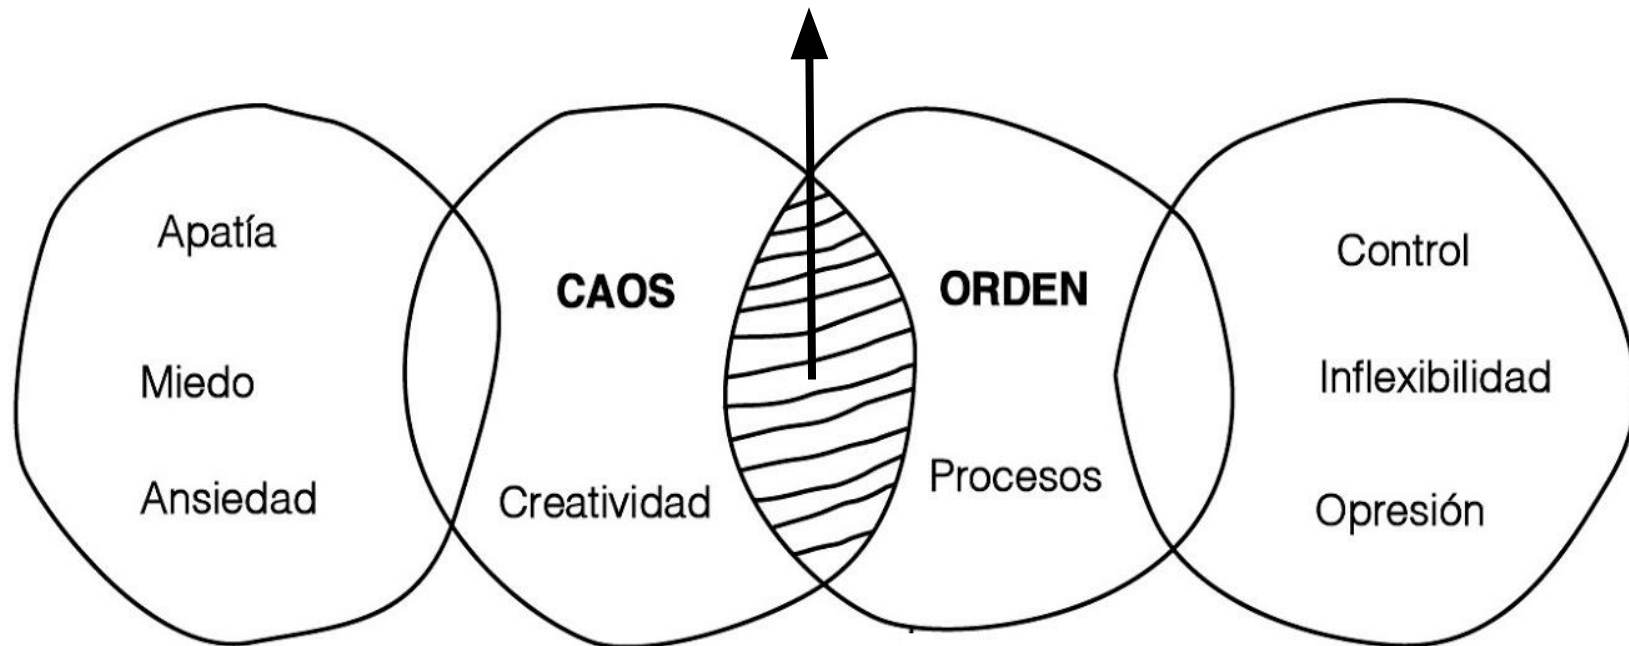 Apatía
Miedo
Ansiedad
CAOS
Creatividad
ORDEN
Procesos
Control
Inflexibilidad
Opresión